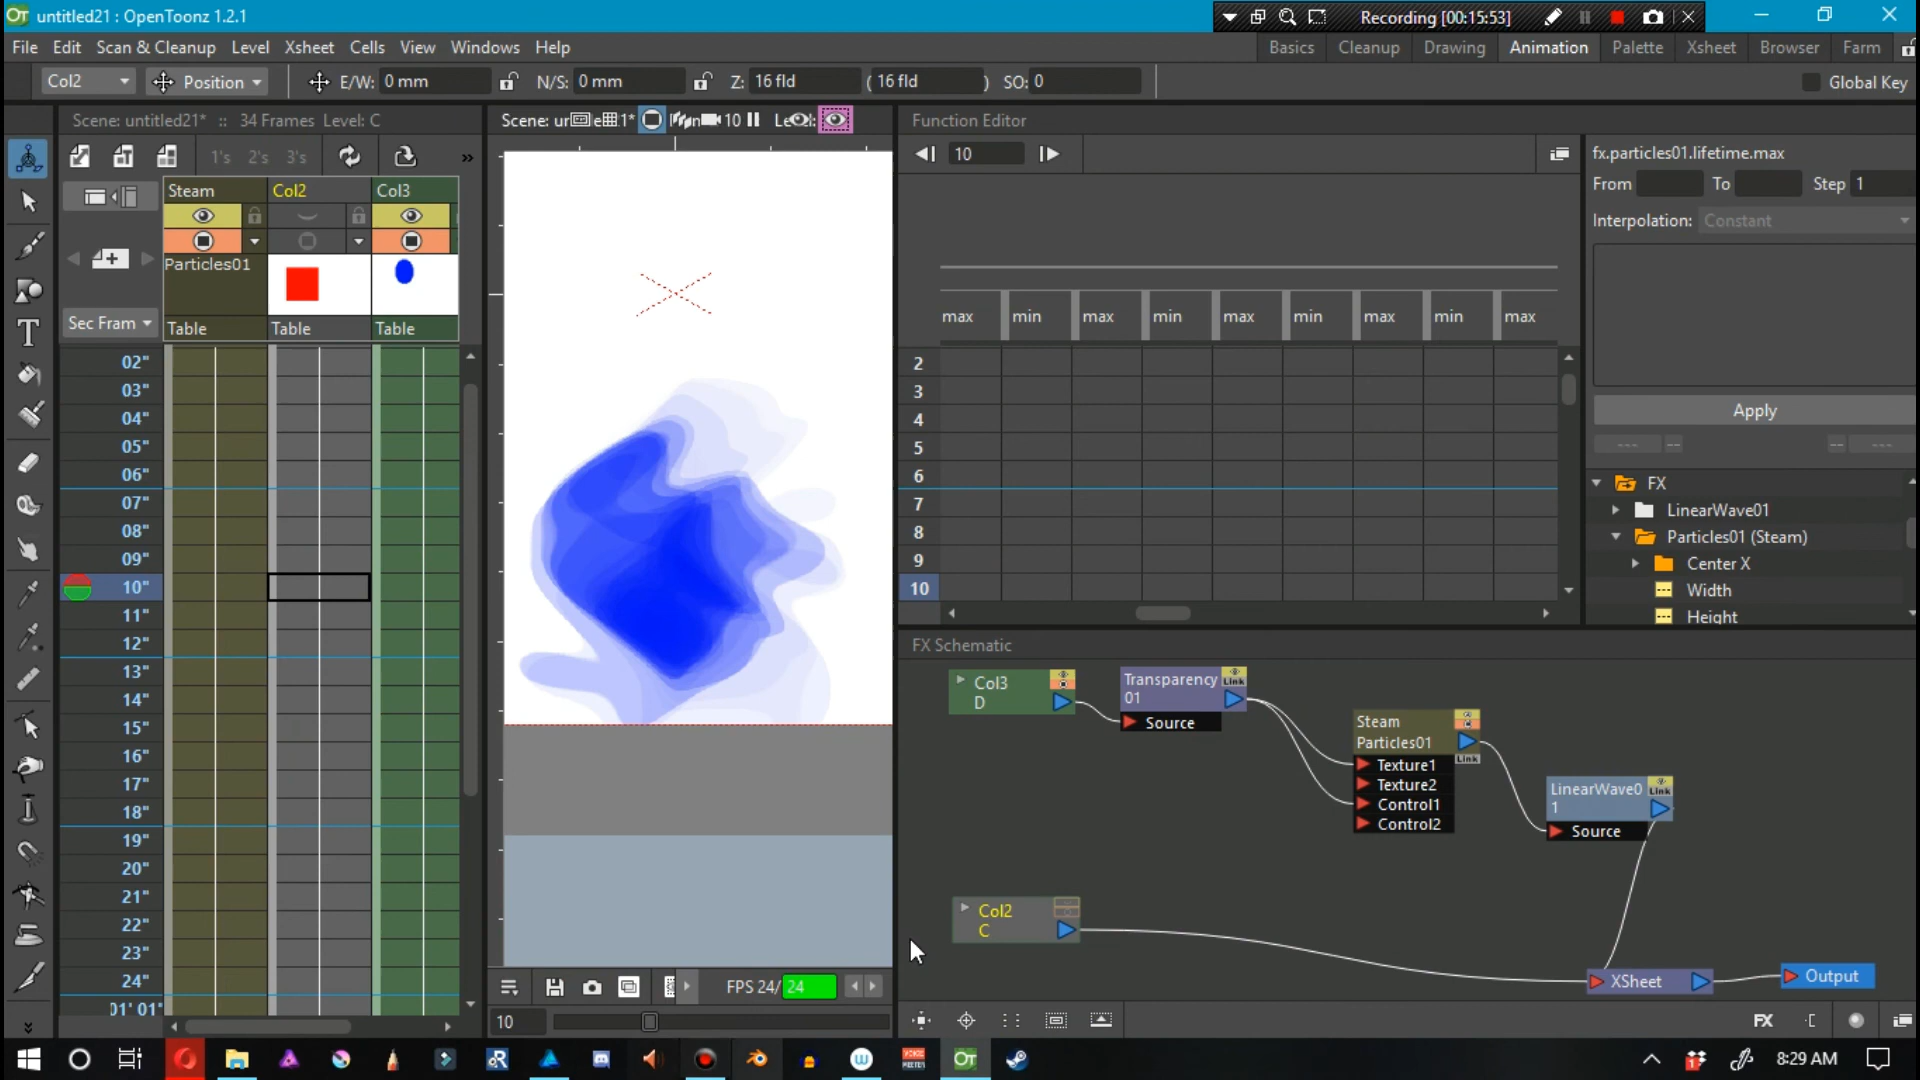 untitled21 : OpenToonz 1.2.1
Recording [00:15:53]
File Edit Scan & Cleanup Level Xsheet Cells View Windows Help
Basics Cleanup Drawing Animation Palette Xsheet Browser Farm
Col2 Position E/W: 0 mm N/S: 0 mm Z: 16 fld ( 16 fld ) SO: 0 Global Key
Scene: untitled21* :: 34 Frames Level: C
1's 2's 3's
Steam Col2 Col3
Particles01
Sec Fram
Table Table Table
02"
03"
04"
05"
06"
07"
08"
09"
10"
11"
12"
13"
14"
15"
16"
17"
18"
19"
20"
21"
22"
23"
24"
01' 01"
FPS 24/ 24
10
Function Editor
10
max min max min max min max min max
2
3
4
5
6
7
8
9
10
fx.particles01.lifetime.max
From To Step 1
Interpolation: Constant
Apply
--- -- -- ---
FX
LinearWave01
Particles01 (Steam)
Center X
Width
Height
FX Schematic
Col3
D
Transparency
01
Link
Source
Steam
Particles01
Link
Texture1
Texture2
Control1
Control2
LinearWave0
1
Link
Source
Col2
C
XSheet
Output
FX
8:29 AM